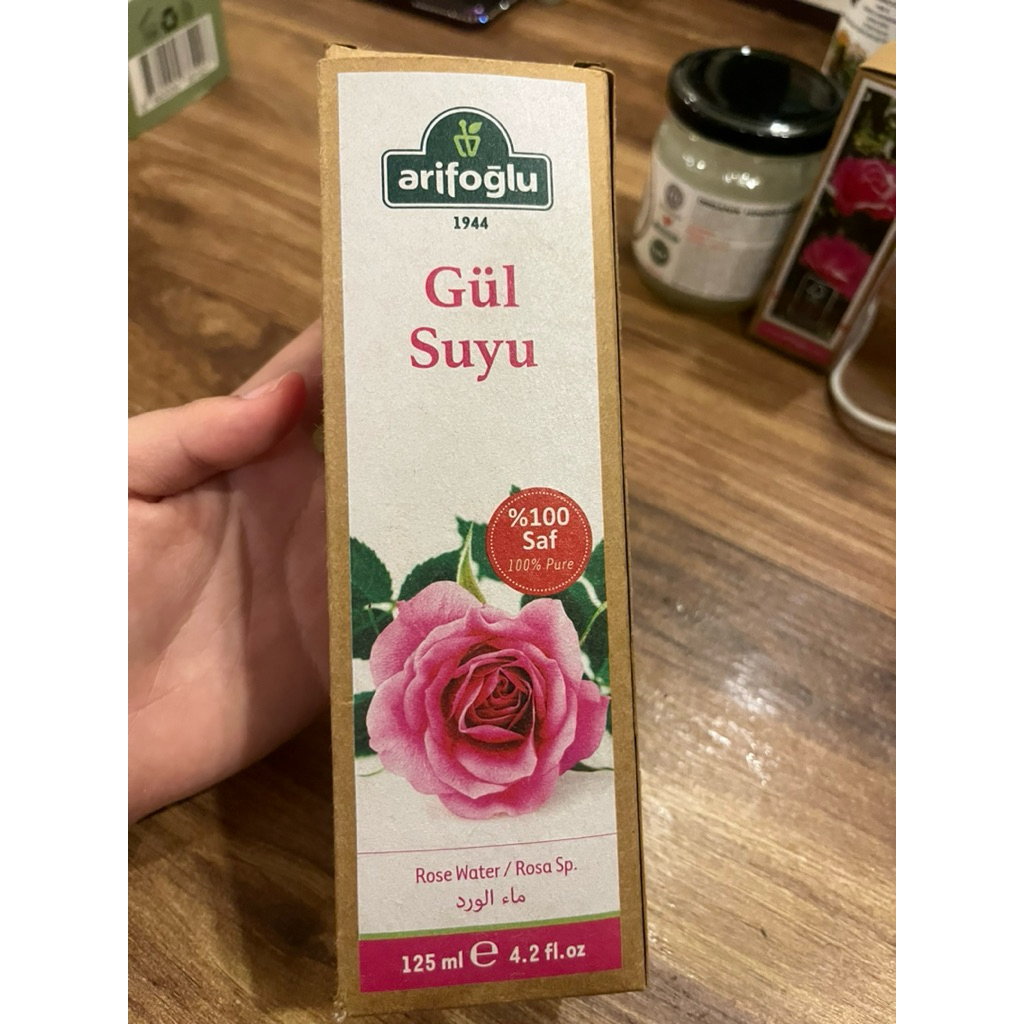 arifoğlu
1944
Gül
Suyu
%100
Saf
100% Pure
Rose Water / Rosa Sp.
ماء الورد
125 ml ℮ 4.2 fl.oz